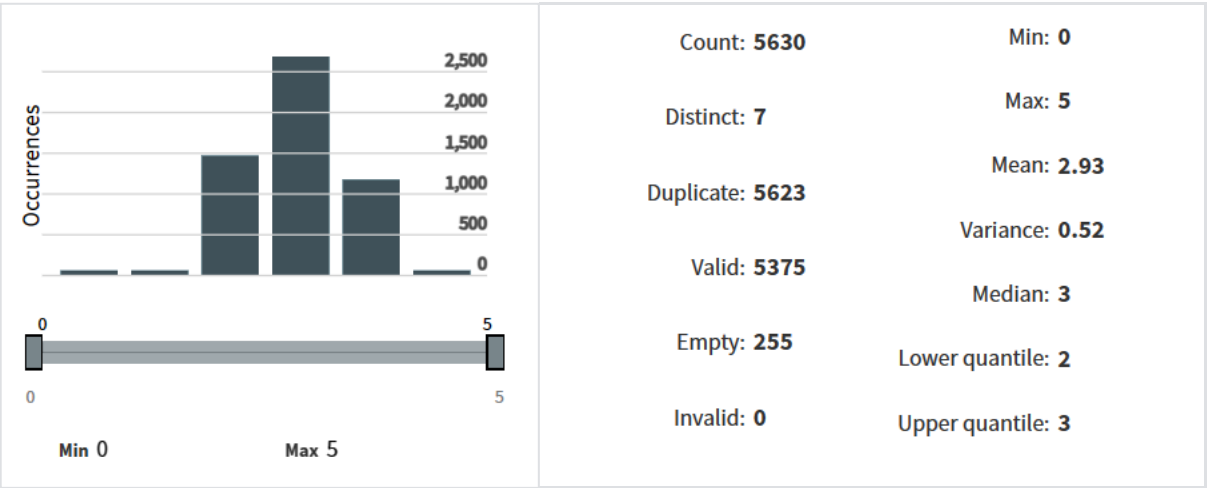 2,500
2,000
1,500
1,000
500
0
Occurrences
0 5
0 5
Min 0 Max 5
Count: 5630
Distinct: 7
Duplicate: 5623
Valid: 5375
Empty: 255
Invalid: 0
Min: 0
Max: 5
Mean: 2.93
Variance: 0.52
Median: 3
Lower quantile: 2
Upper quantile: 3